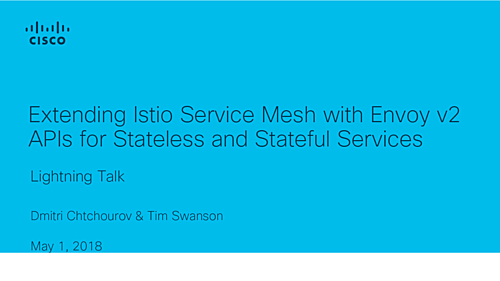 CISCO
Extending Istio Service Mesh with Envoy v2
APIs for Stateless and Stateful Services
Lightning Talk
Dmitri Chtchourov & Tim Swanson
May 1, 2018